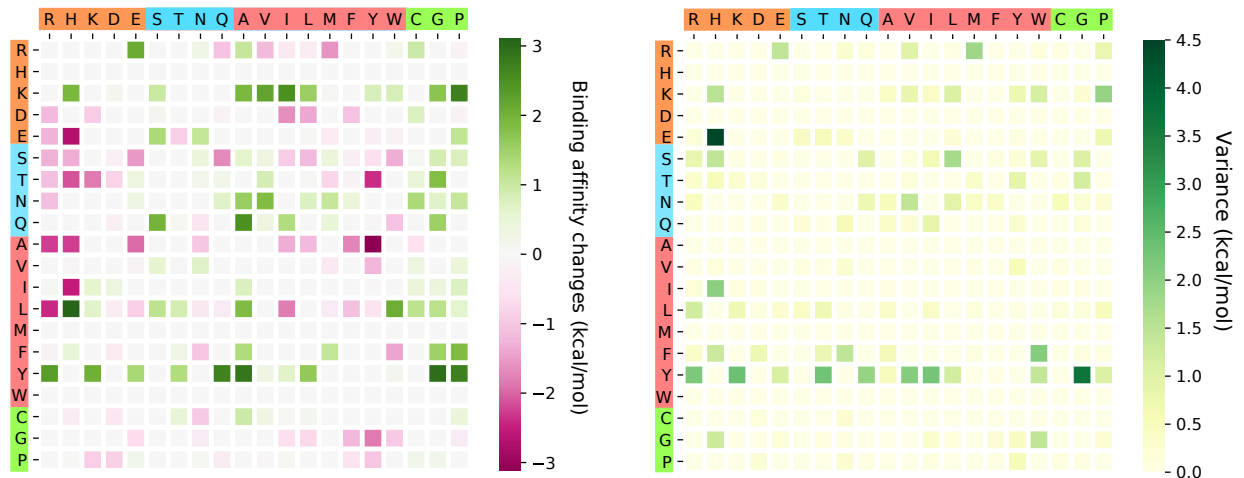 R H K D E S T N Q A V I L M F Y W C G P
R
H
K
D
E
S
T
N
Q
A
V
I
L
M
F
Y
W
C
G
P
3
2
1
0
−1
−2
−3
Binding affinity changes (kcal/mol)
R H K D E S T N Q A V I L M F Y W C G P
R
H
K
D
E
S
T
N
Q
A
V
I
L
M
F
Y
W
C
G
P
4.5
4.0
3.5
3.0
2.5
2.0
1.5
1.0
0.5
0.0
Variance (kcal/mol)